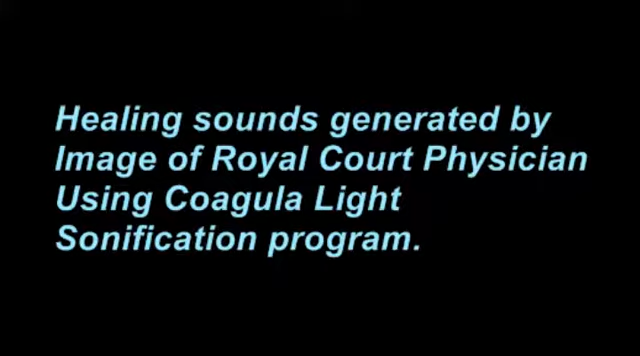 Healing sounds generated by
Image of Royal Court Physician
Using Coagula Light
Sonification program.